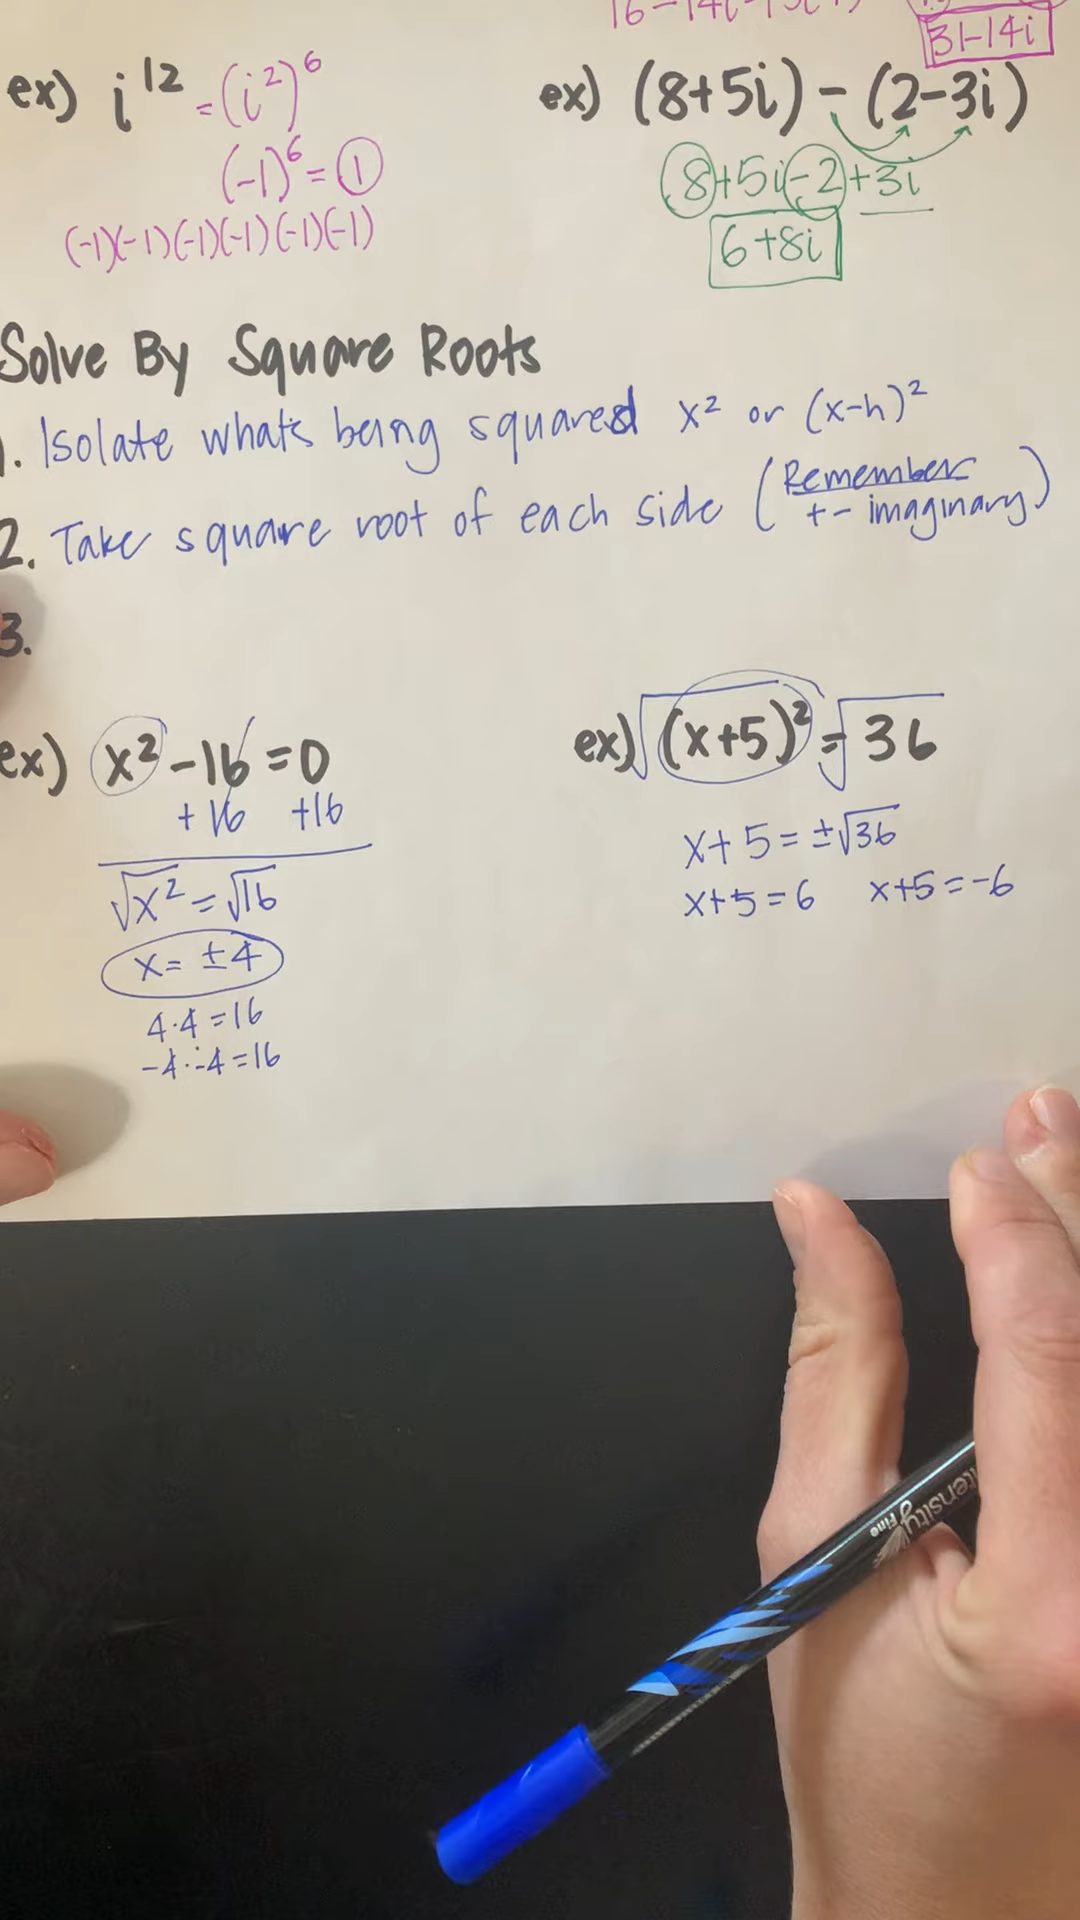 31-14i
ex) i^12 = (i²)^6
(-1)^6 = 1
(-1)(-1)(-1)(-1)(-1)(-1)
ex) (8+5i) - (2-3i)
8+5i-2+3i
6+8i
Solve By Square Roots
1. Isolate what's being squared x² or (x-h)²
2. Take square root of each side (Remember +- imaginary)
3.
ex) x² - 16 = 0
+16 +16
√x² = √16
x = ±4
4·4=16
-4·-4=16
ex) √(x+5)² = √36
x+5 = ±√36
x+5=6 x+5=-6
Fine